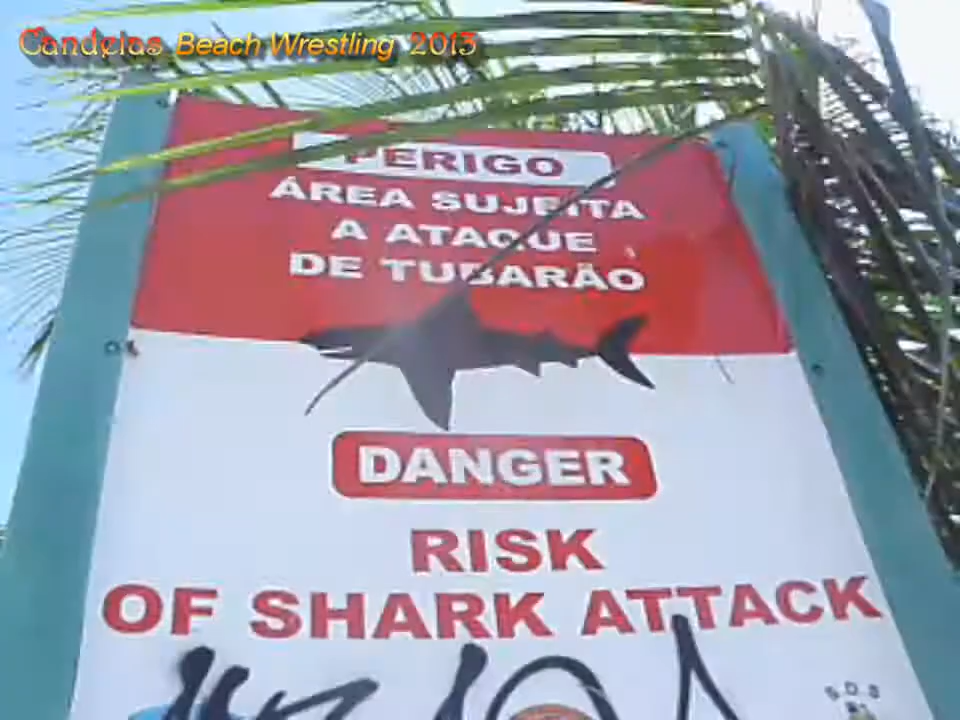 Candeias Beach Wrestling 2013
PERIGO
ÁREA SUJEITA
A ATAQUE
DE TUBARÃO
DANGER
RISK
OF SHARK ATTACK